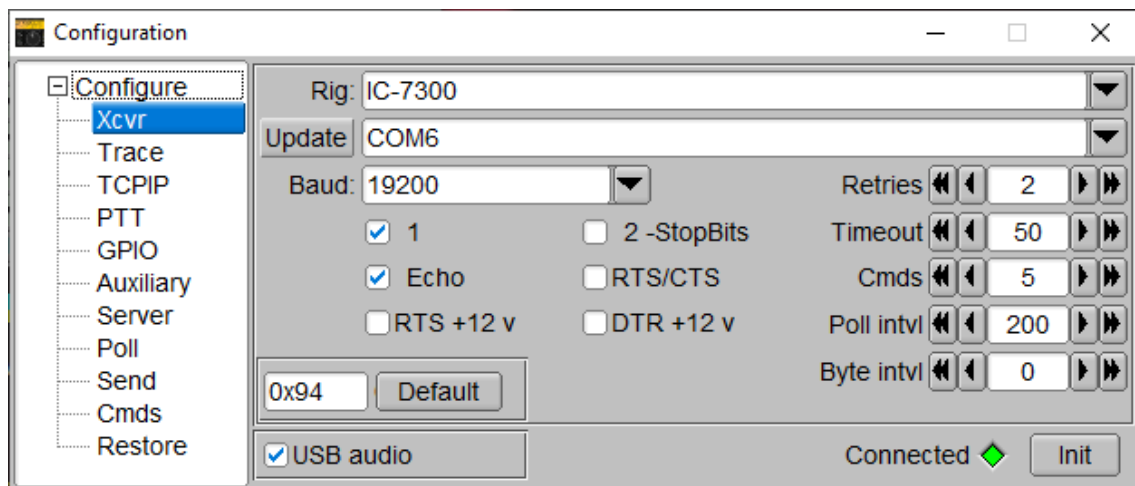 Configuration
Configure
Xcvr
Trace
TCPIP
PTT
GPIO
Auxiliary
Server
Poll
Send
Cmds
Restore
Rig: IC-7300
Update COM6
Baud: 19200 Retries 2
1 2 -StopBits Timeout 50
Echo RTS/CTS Cmds 5
RTS +12 v DTR +12 v Poll intvl 200
Byte intvl 0
0x94 Default
USB audio Connected Init